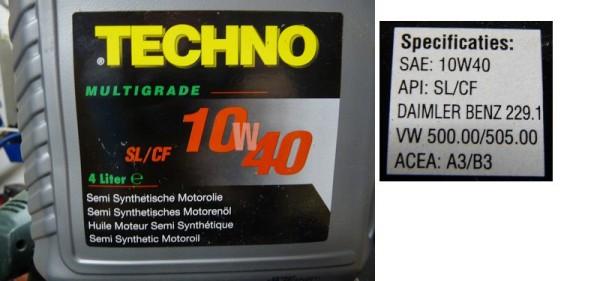 ® TECHNO
MULTIGRADE
SL/CF 10W40
4 Liter ℮
Semi Synthetische Motorolie
Semi Synthetisches Motorenöl
Huile Moteur Semi Synthétique
Semi Synthetic Motoroil
Specificaties:
SAE: 10W40
API: SL/CF
DAIMLER BENZ 229.1
VW 500.00/505.00
ACEA: A3/B3